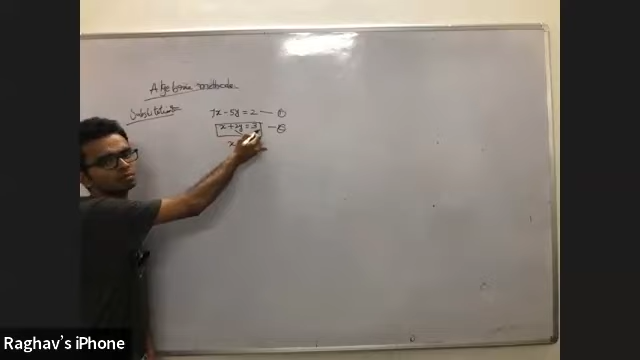 Algebraic methods
Substitution
7x - 5y = 2 — ①
x + 2y = 3 — ②
x
Raghav's iPhone